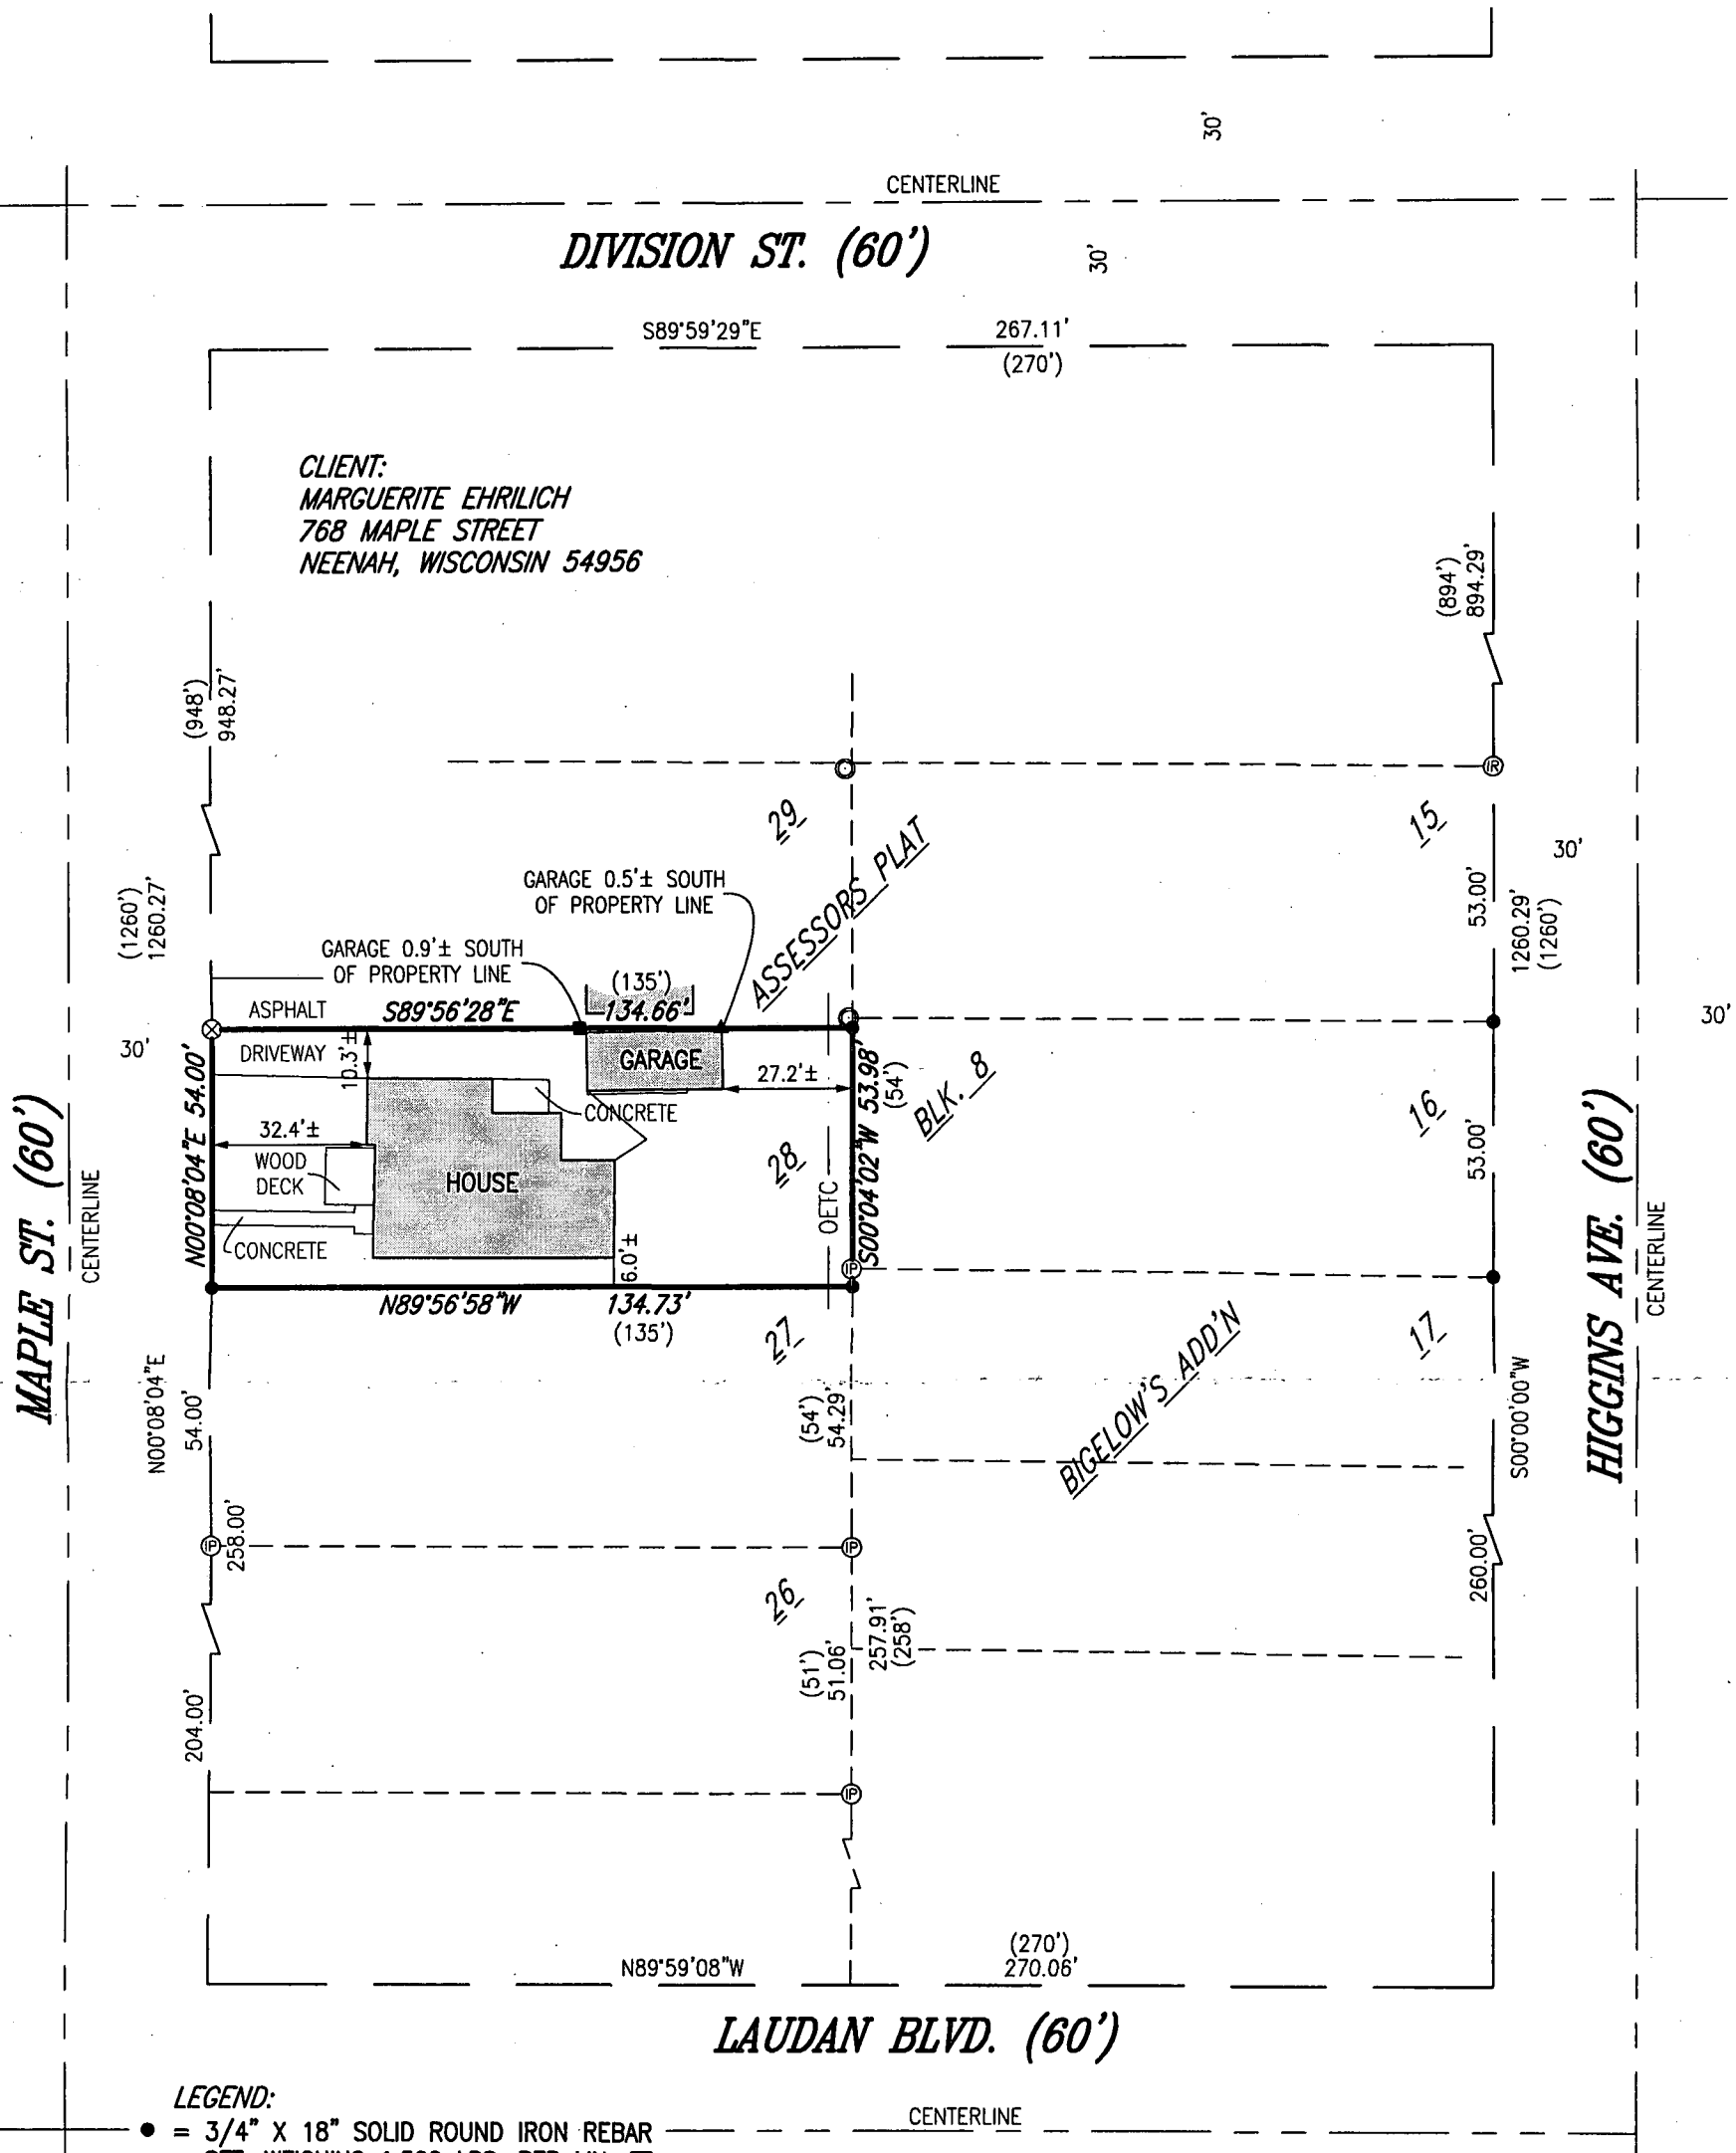 30'
CENTERLINE
DIVISION ST. (60')
30'
S89°59'29"E
267.11'
(270')
CLIENT:
MARGUERITE EHRILICH
768 MAPLE STREET
NEENAH, WISCONSIN 54956
(894')
894.29'
(948')
948.27'
IR
29
15
ASSESSORS PLAT
30'
GARAGE 0.5'± SOUTH
OF PROPERTY LINE
53.00'
(1260')
1260.27'
1260.29'
(1260')
GARAGE 0.9'± SOUTH
OF PROPERTY LINE
(135')
ASPHALT
S89°56'28"E
134.66'
30'
30'
DRIVEWAY
10.3'±
GARAGE
27.2'±
S00°04'02"W 53.98'
(54')
BLK. 8
CONCRETE
N00°08'04"E 54.00'
32.4'±
WOOD
DECK
HOUSE
28
16
53.00'
OETC
CONCRETE
6.0'±
IP
MAPLE ST. (60')
CENTERLINE
HIGGINS AVE. (60')
CENTERLINE
N89°56'58"W
134.73'
(135')
27
17
BIGELOW'S ADD'N
N00°08'04"E
54.00'
(54')
54.29'
S00°00'00"W
IP
258.00'
IP
260.00'
26
257.91'
(258')
(51')
51.06'
204.00'
IP
(270')
N89°59'08"W
270.06'
LAUDAN BLVD. (60')
LEGEND:
= 3/4" X 18" SOLID ROUND IRON REBAR
CENTERLINE